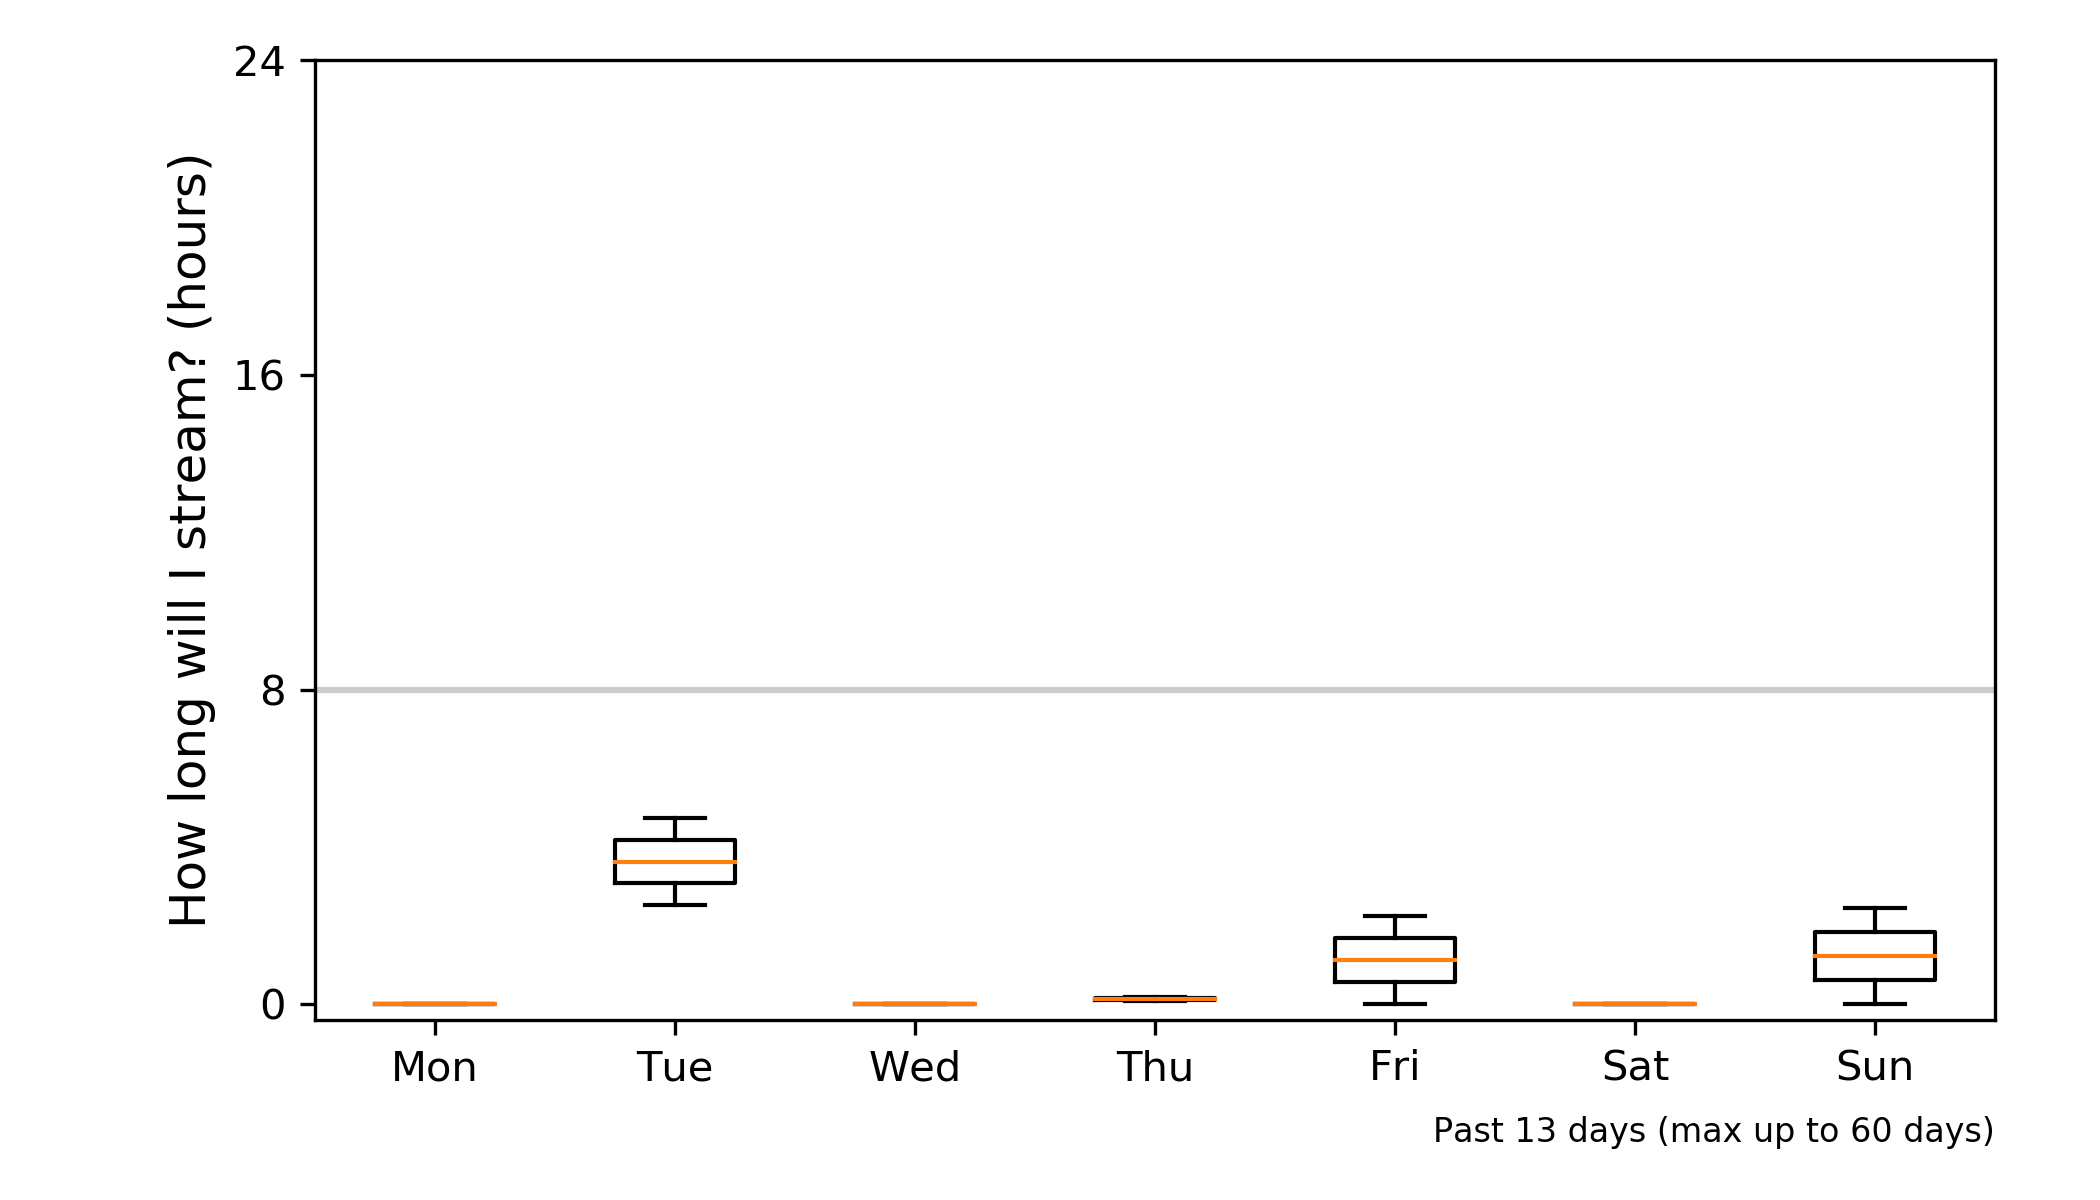 How long will I stream? (hours)
24
16
8
0
Mon Tue Wed Thu Fri Sat Sun
Past 13 days (max up to 60 days)